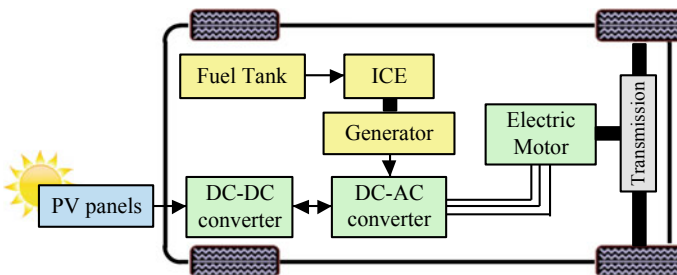 Fuel Tank
ICE
Generator
Electric
Motor
Transmission
PV panels
DC-DC
converter
DC-AC
converter